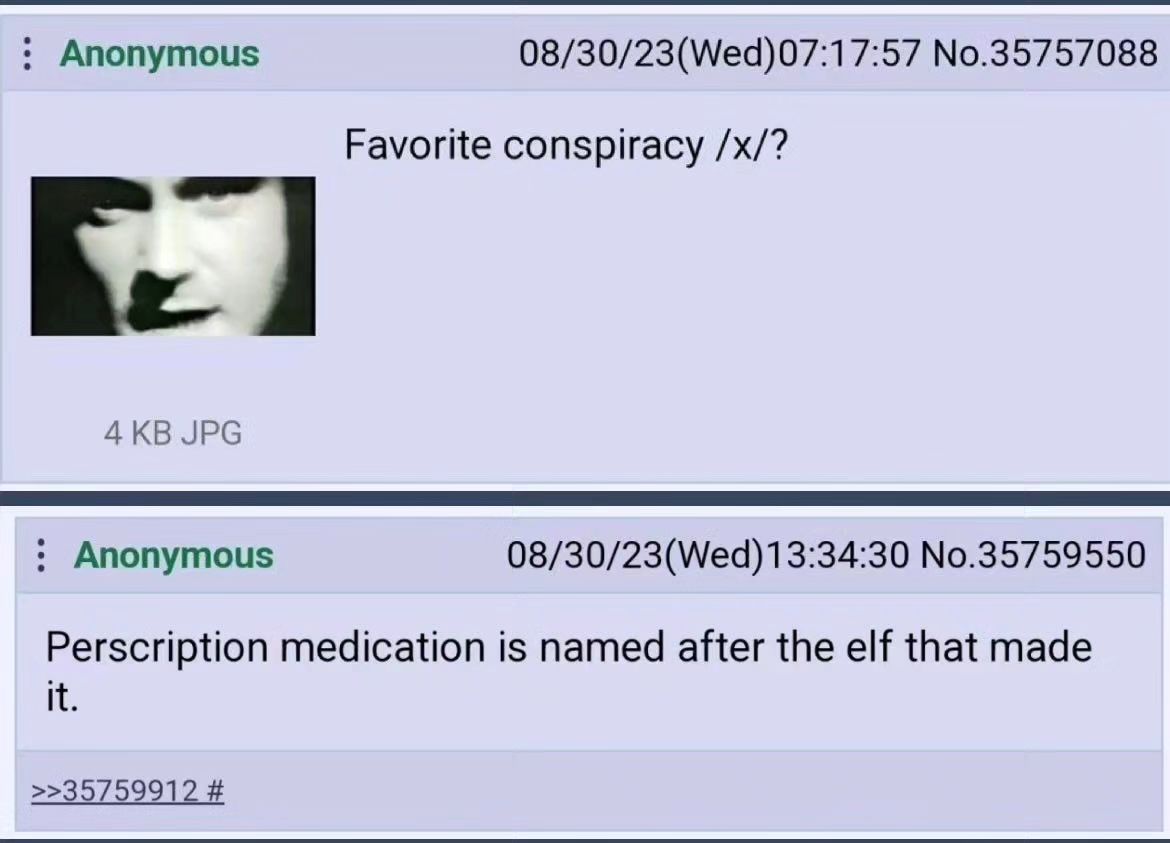 Anonymous 08/30/23(Wed)07:17:57 No.35757088
Favorite conspiracy /x/?
4 KB JPG
Anonymous 08/30/23(Wed)13:34:30 No.35759550
Perscription medication is named after the elf that made
it.
>>35759912 #